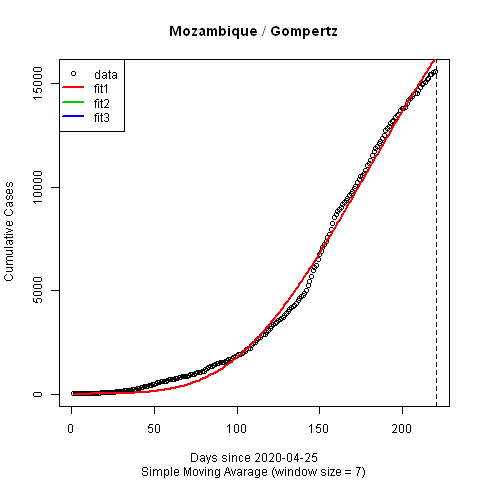 Mozambique / Gompertz
data
fit1
fit2
fit3
Cumulative Cases
0
5000
10000
15000
0
50
100
150
200
Days since 2020-04-25
Simple Moving Avarage (window size = 7)